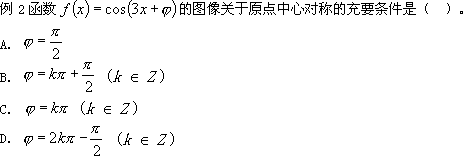 例 2 函数 f(x)=cos(3x+φ)的图像关于原点中心对称的充要条件是（ ）。
A. φ=π/2
B. φ=kπ+π/2 （k ∈ Z）
C. φ=kπ（k ∈ Z）
D. φ=2kπ-π/2 （k ∈ Z）